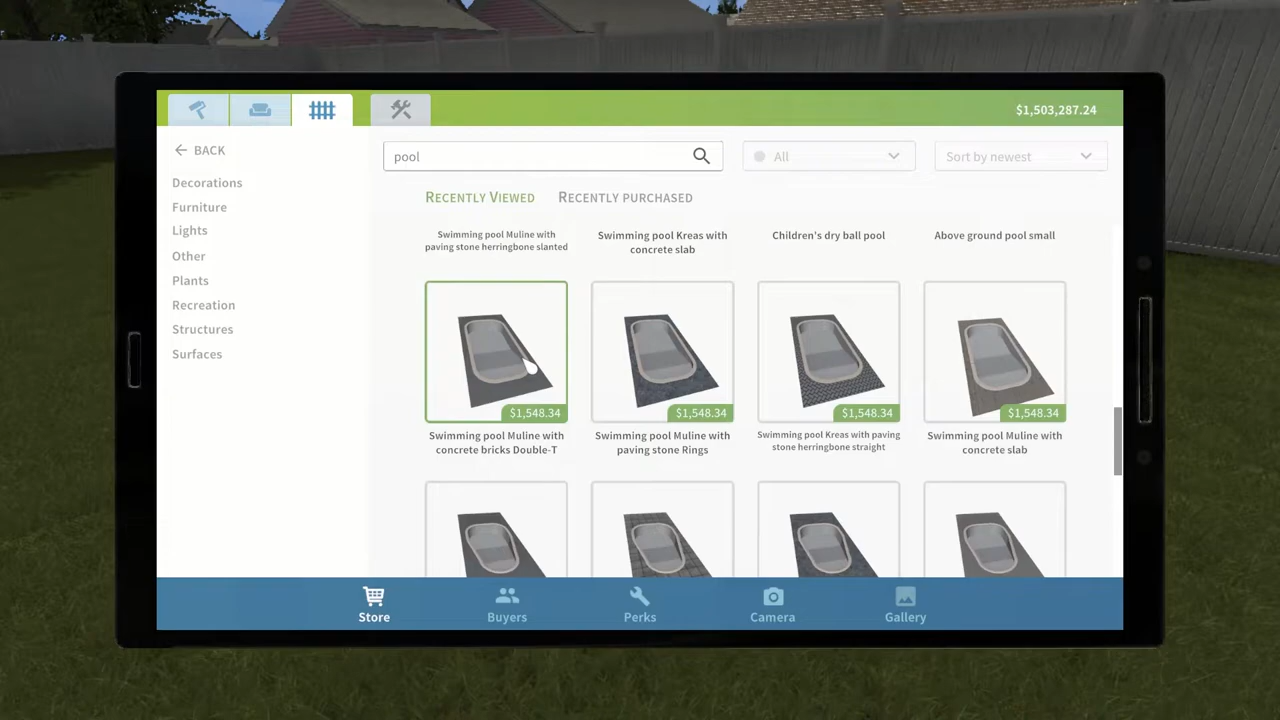 $1,503,287.24
BACK
pool
All
Sort by newest
Decorations
Furniture
Lights
Other
Plants
Recreation
Structures
Surfaces
RECENTLY VIEWED
RECENTLY PURCHASED
Swimming pool Muline with
paving stone herringbone slanted
Swimming pool Kreas with
concrete slab
Children's dry ball pool
Above ground pool small
$1,548.34
$1,548.34
$1,548.34
$1,548.34
Swimming pool Muline with
concrete bricks Double-T
Swimming pool Muline with
paving stone Rings
Swimming pool Kreas with paving
stone herringbone straight
Swimming pool Muline with
concrete slab
Store
Buyers
Perks
Camera
Gallery